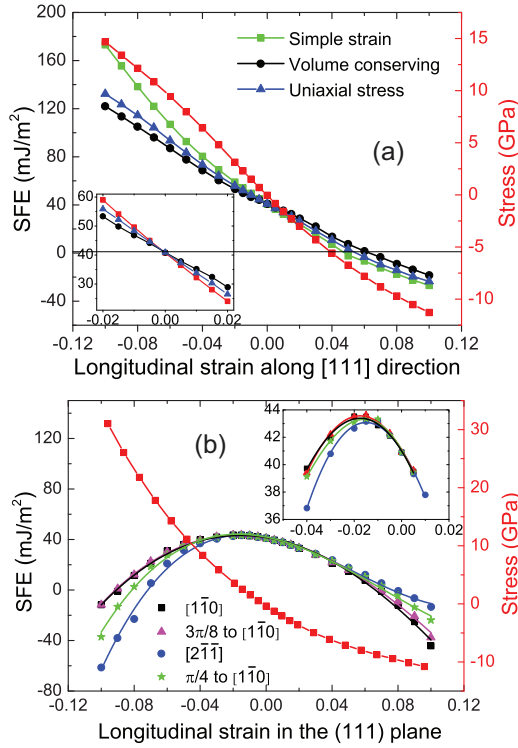 160
120
80
40
0
-40
SFE (mJ/m²)
15
10
5
0
-5
-10
Stress (GPa)
Simple strain
Volume conserving
Uniaxial stress
(a)
60
50
40
30
-0.02
0.00
0.02
-0.12 -0.08 -0.04 0.00 0.04 0.08 0.12
Longitudinal strain along [111] direction
120
80
40
0
-40
-80
SFE (mJ/m²)
30
20
10
0
-10
Stress (GPa)
(b)
44
42
40
38
36
-0.04 -0.02 0.00 0.02
[11̅0]
3π/8 to [11̅0]
[21̅1̅]
π/4 to [11̅0]
-0.12 -0.08 -0.04 0.00 0.04 0.08 0.12
Longitudinal strain in the (111) plane